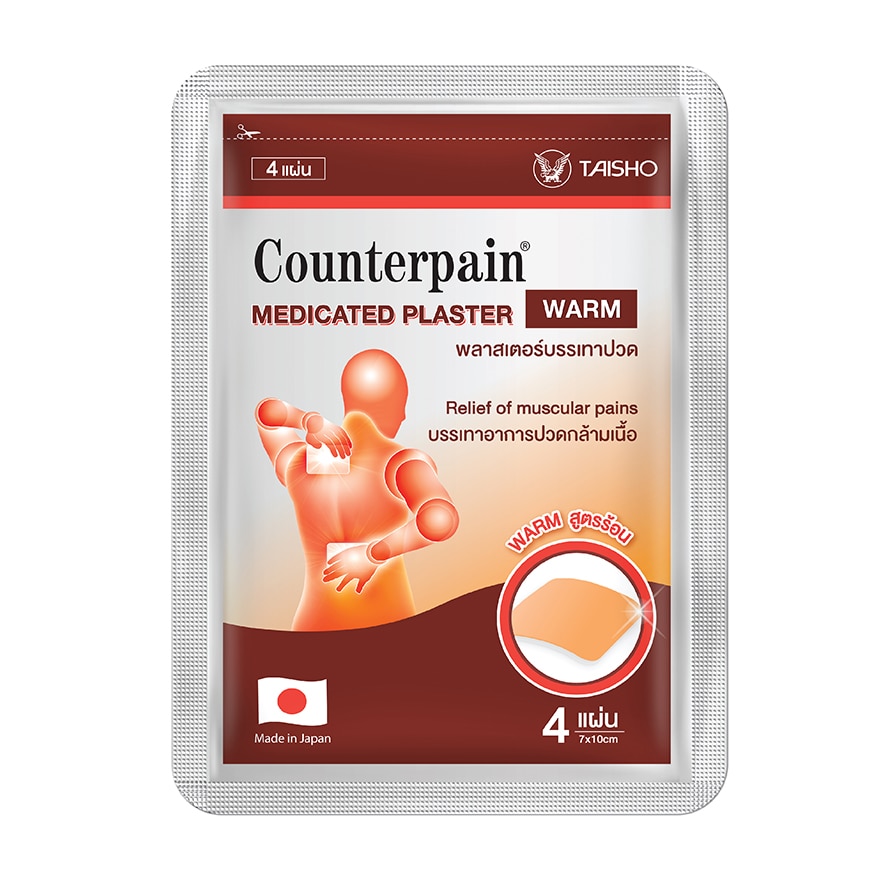 4 แผ่น
TAISHO
Counterpain®
MEDICATED PLASTER WARM
พลาสเตอร์บรรเทาปวด
Relief of muscular pains
บรรเทาอาการปวดกล้ามเนื้อ
WARM สูตรร้อน
Made in Japan
4 แผ่น
7x10cm